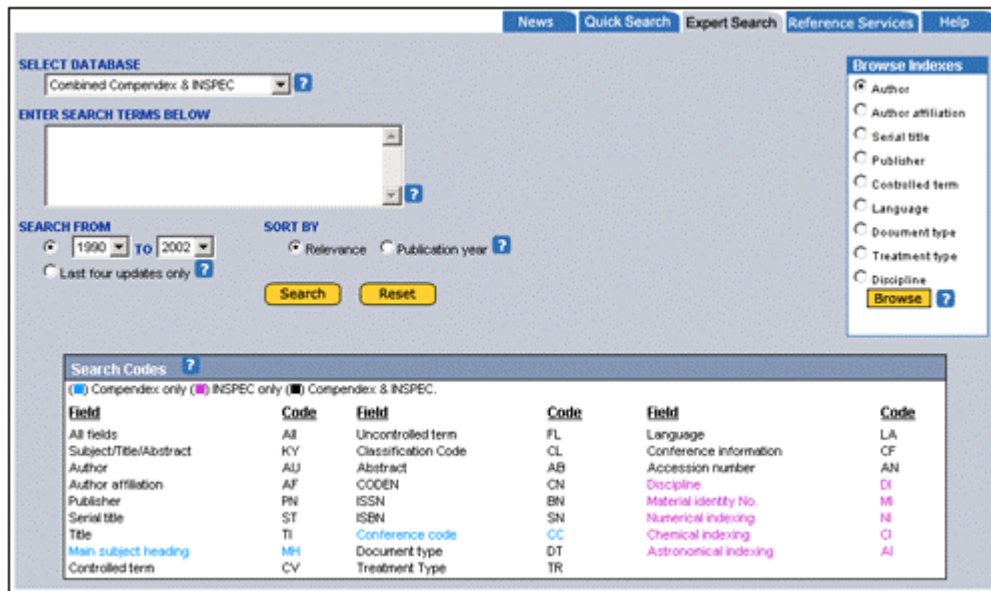 News Quick Search Expert Search Reference Services Help
SELECT DATABASE
Combined Compendex & INSPEC ?
ENTER SEARCH TERMS BELOW
?
SEARCH FROM
1990 TO 2002
Last four updates only ?
SORT BY
Relevance Publication year ?
Search Reset
Browse Indexes
Author
Author affiliation
Serial title
Publisher
Controlled term
Language
Document type
Treatment type
Discipline
Browse ?
Search Codes ?
( ) Compendex only ( ) INSPEC only ( ) Compendex & INSPEC.
Field Code Field Code Field Code
All fields All Uncontrolled term FL Language LA
Subject/Title/Abstract KY Classification Code CL Conference information CF
Author AU Abstract AB Accession number AN
Author affiliation AF CODEN CN Discipline DI
Publisher PN ISSN BN Material identity No. MI
Serial title ST ISBN SN Numerical indexing NI
Title TI Conference code CC Chemical indexing CI
Main subject heading MH Document type DT Astronomical indexing AI
Controlled term CV Treatment Type TR